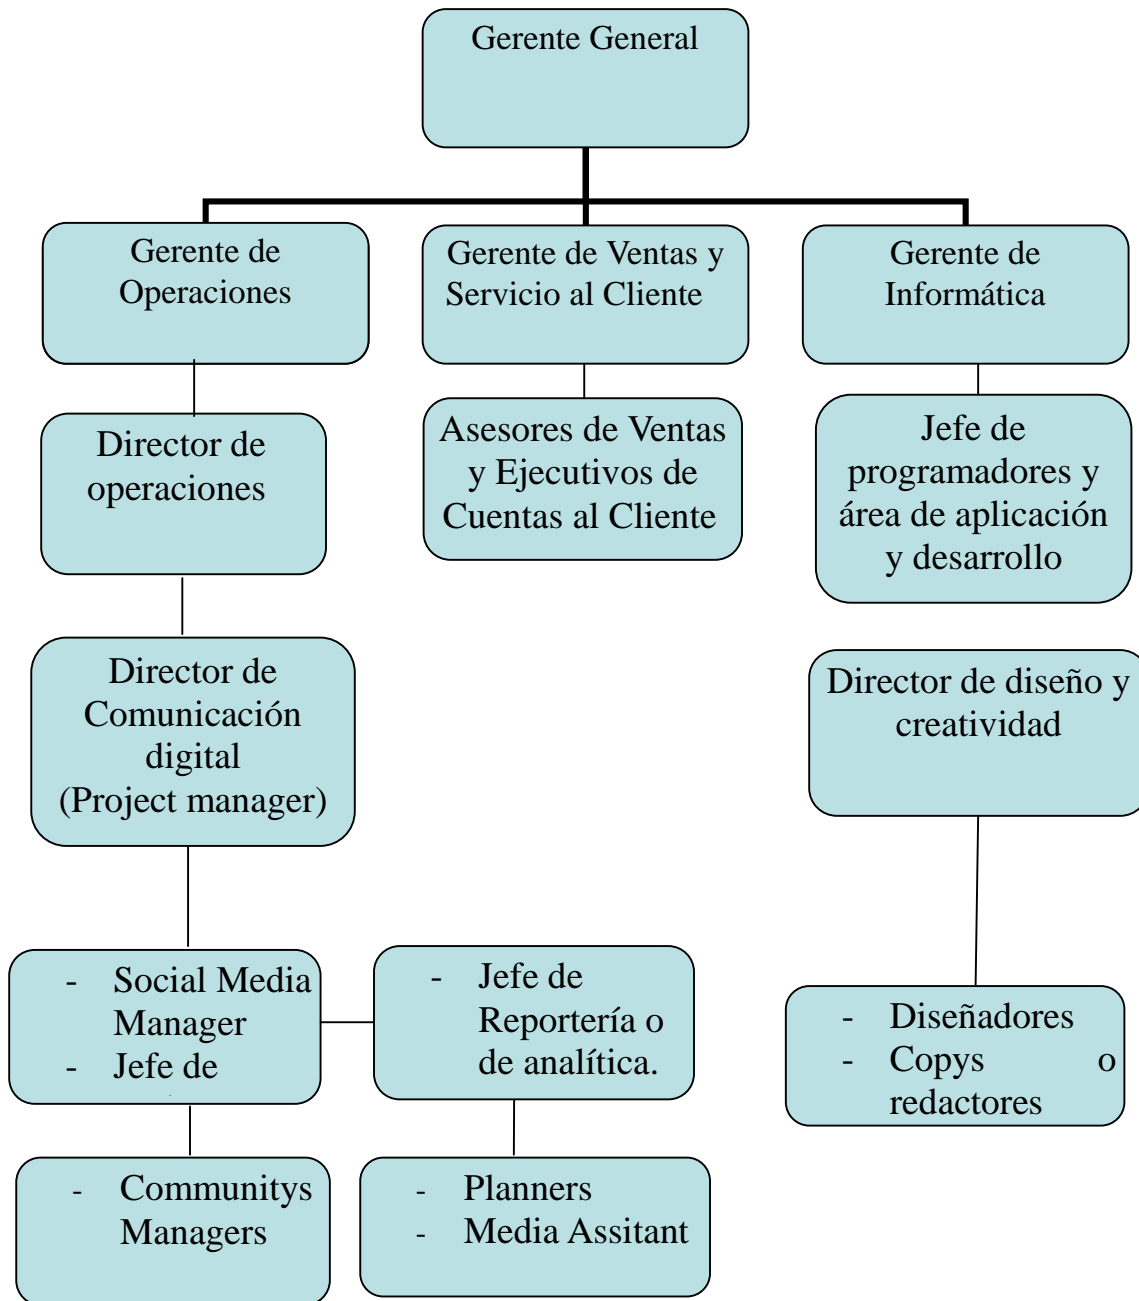 Gerente General
Gerente de
Operaciones
Gerente de Ventas y
Servicio al Cliente
Gerente de
Informática
Director de
operaciones
Asesores de Ventas
y Ejecutivos de
Cuentas al Cliente
Jefe de
programadores y
área de aplicación
y desarrollo
Director de
Comunicación
digital
(Project manager)
Director de diseño y
creatividad
- Social Media
Manager
- Jefe de
- Jefe de
Reportería o
de analítica.
- Diseñadores
- Copys o
redactores
- Communitys
Managers
- Planners
- Media Assitant